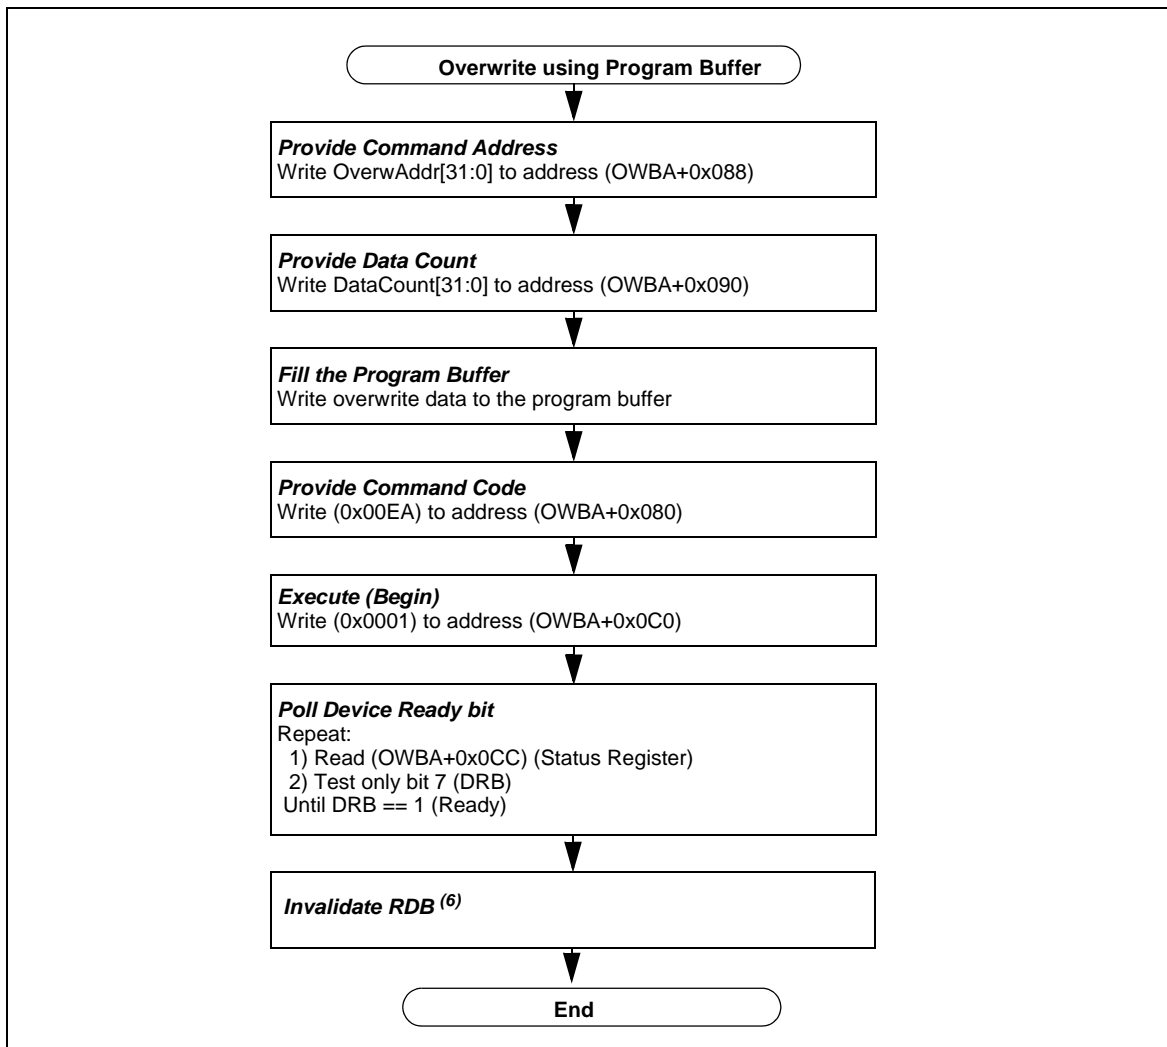 Overwrite using Program Buffer
Provide Command Address
Write OverwAddr[31:0] to address (OWBA+0x088)
Provide Data Count
Write DataCount[31:0] to address (OWBA+0x090)
Fill the Program Buffer
Write overwrite data to the program buffer
Provide Command Code
Write (0x00EA) to address (OWBA+0x080)
Execute (Begin)
Write (0x0001) to address (OWBA+0x0C0)
Poll Device Ready bit
Repeat:
1) Read (OWBA+0x0CC) (Status Register)
2) Test only bit 7 (DRB)
Until DRB == 1 (Ready)
Invalidate RDB (6)
End